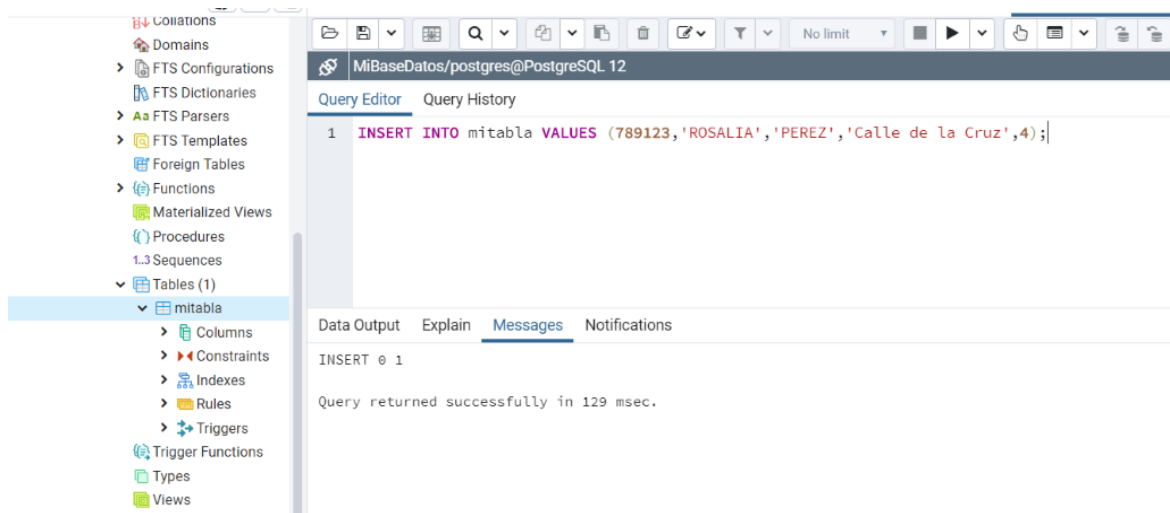 Collations
Domains
FTS Configurations
FTS Dictionaries
Aa FTS Parsers
FTS Templates
Foreign Tables
Functions
Materialized Views
Procedures
1..3 Sequences
Tables (1)
mitabla
Columns
Constraints
Indexes
Rules
Triggers
Trigger Functions
Types
Views
No limit
MiBaseDatos/postgres@PostgreSQL 12
Query Editor Query History
1 INSERT INTO mitabla VALUES (789123,'ROSALIA','PEREZ','Calle de la Cruz',4);
Data Output Explain Messages Notifications
INSERT 0 1
Query returned successfully in 129 msec.